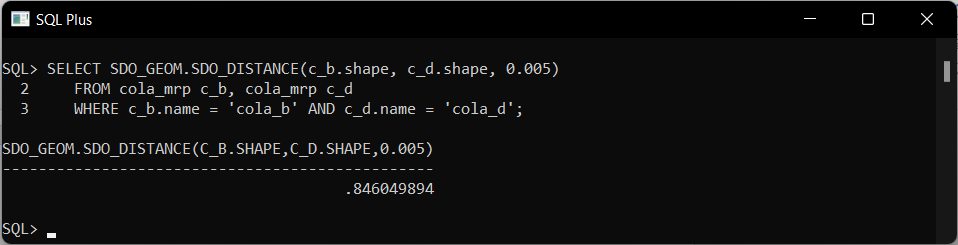 SQL Plus
SQL> SELECT SDO_GEOM.SDO_DISTANCE(c_b.shape, c_d.shape, 0.005)
  2     FROM cola_mrp c_b, cola_mrp c_d
  3     WHERE c_b.name = 'cola_b' AND c_d.name = 'cola_d';
SDO_GEOM.SDO_DISTANCE(C_B.SHAPE,C_D.SHAPE,0.005)
------------------------------------------------
                                      .846049894
SQL>